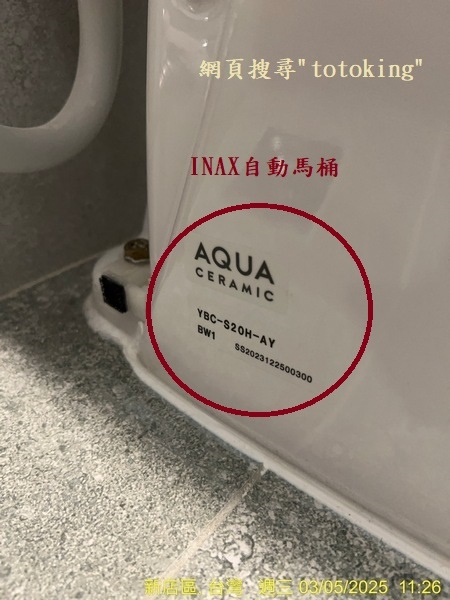 網頁搜尋"totoking"
INAX自動馬桶
AQUA
CERAMIC
YBC-S20H-AY
BW1 SS2023122500300
新店區, 台灣 週三 03/05/2025 11:26